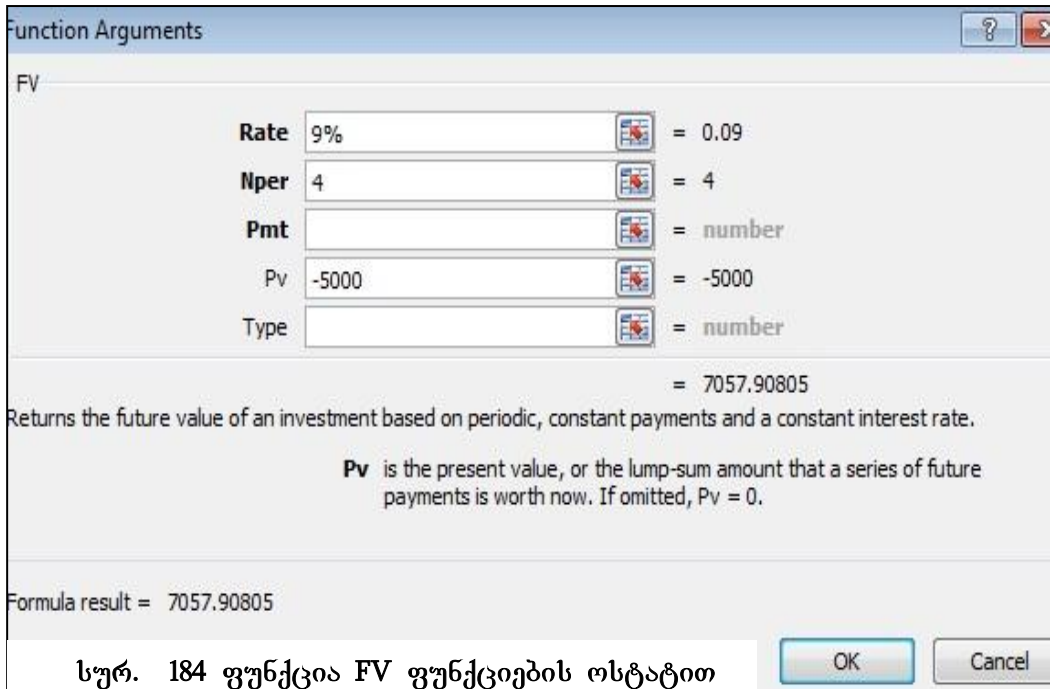 Function Arguments
FV
Rate 9% = 0.09
Nper 4 = 4
Pmt = number
Pv -5000 = -5000
Type = number
= 7057.90805
Returns the future value of an investment based on periodic, constant payments and a constant interest rate.
Pv is the present value, or the lump-sum amount that a series of future
payments is worth now. If omitted, Pv = 0.
Formula result = 7057.90805
OK Cancel
სურ. 184 ფუნქცია FV ფუნქციების ოსტატით